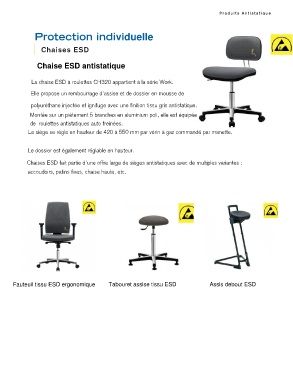 Produits Antistatique
Protection individuelle
Chaises ESD
Chaise ESD antistatique
La chaise ESD à roulettes CH320 appartient à la série Work.
Elle propose un rembourrage d'assise et de dossier en mousse de
polyuréthane injectée et ignifuge avec une finition tissu gris antistatique.
Montée sur un piétement 5 branches en aluminium poli, elle est équipée
de roulettes antistatiques auto freinées.
Le siège se règle en hauteur de 420 à 550 mm par vérin à gaz commandé par manette.
Le dossier est également réglable en hauteur.
Chaises ESD fait partie d'une offre large de sièges antistatiques avec de multiples variantes :
accoudoirs, patins fixes, chaise haute, etc.
Fauteuil tissu ESD ergonomique
Tabouret assise tissu ESD
Assis debout ESD